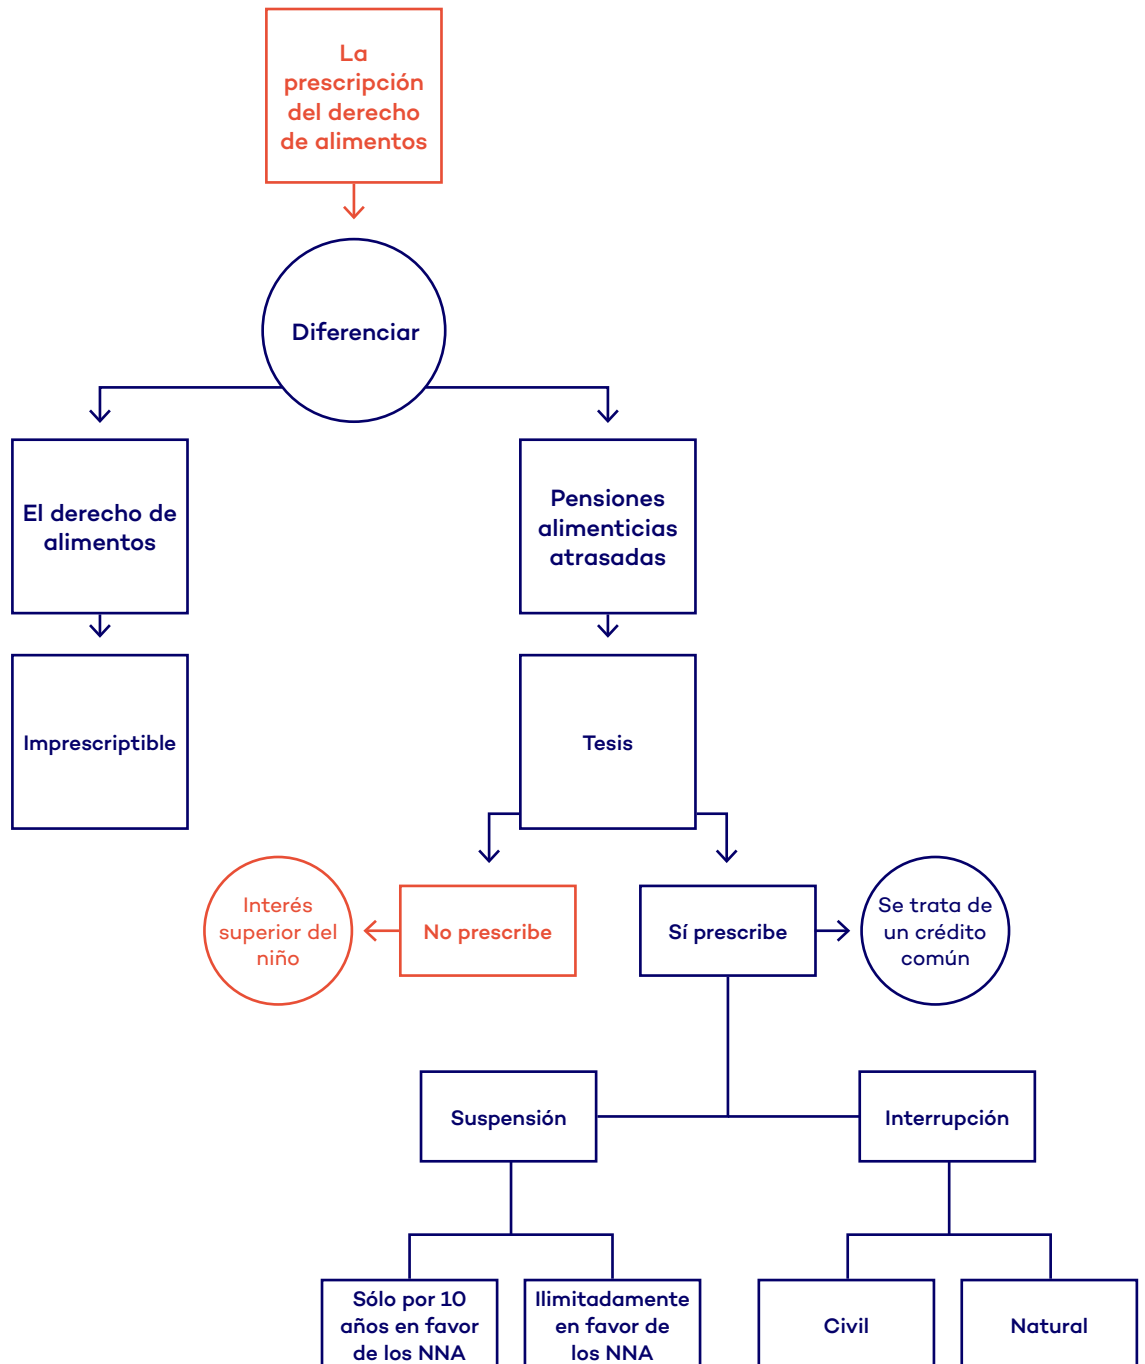 La
prescripción
del derecho
de alimentos
Diferenciar
El derecho de
alimentos
Pensiones
alimenticias
atrasadas
Imprescriptible
Tesis
Interés
superior del
niño
No prescribe
Sí prescribe
Se trata de
un crédito
común
Suspensión
Interrupción
Sólo por 10
años en favor
de los NNA
Ilimitadamente
en favor de
los NNA
Civil
Natural